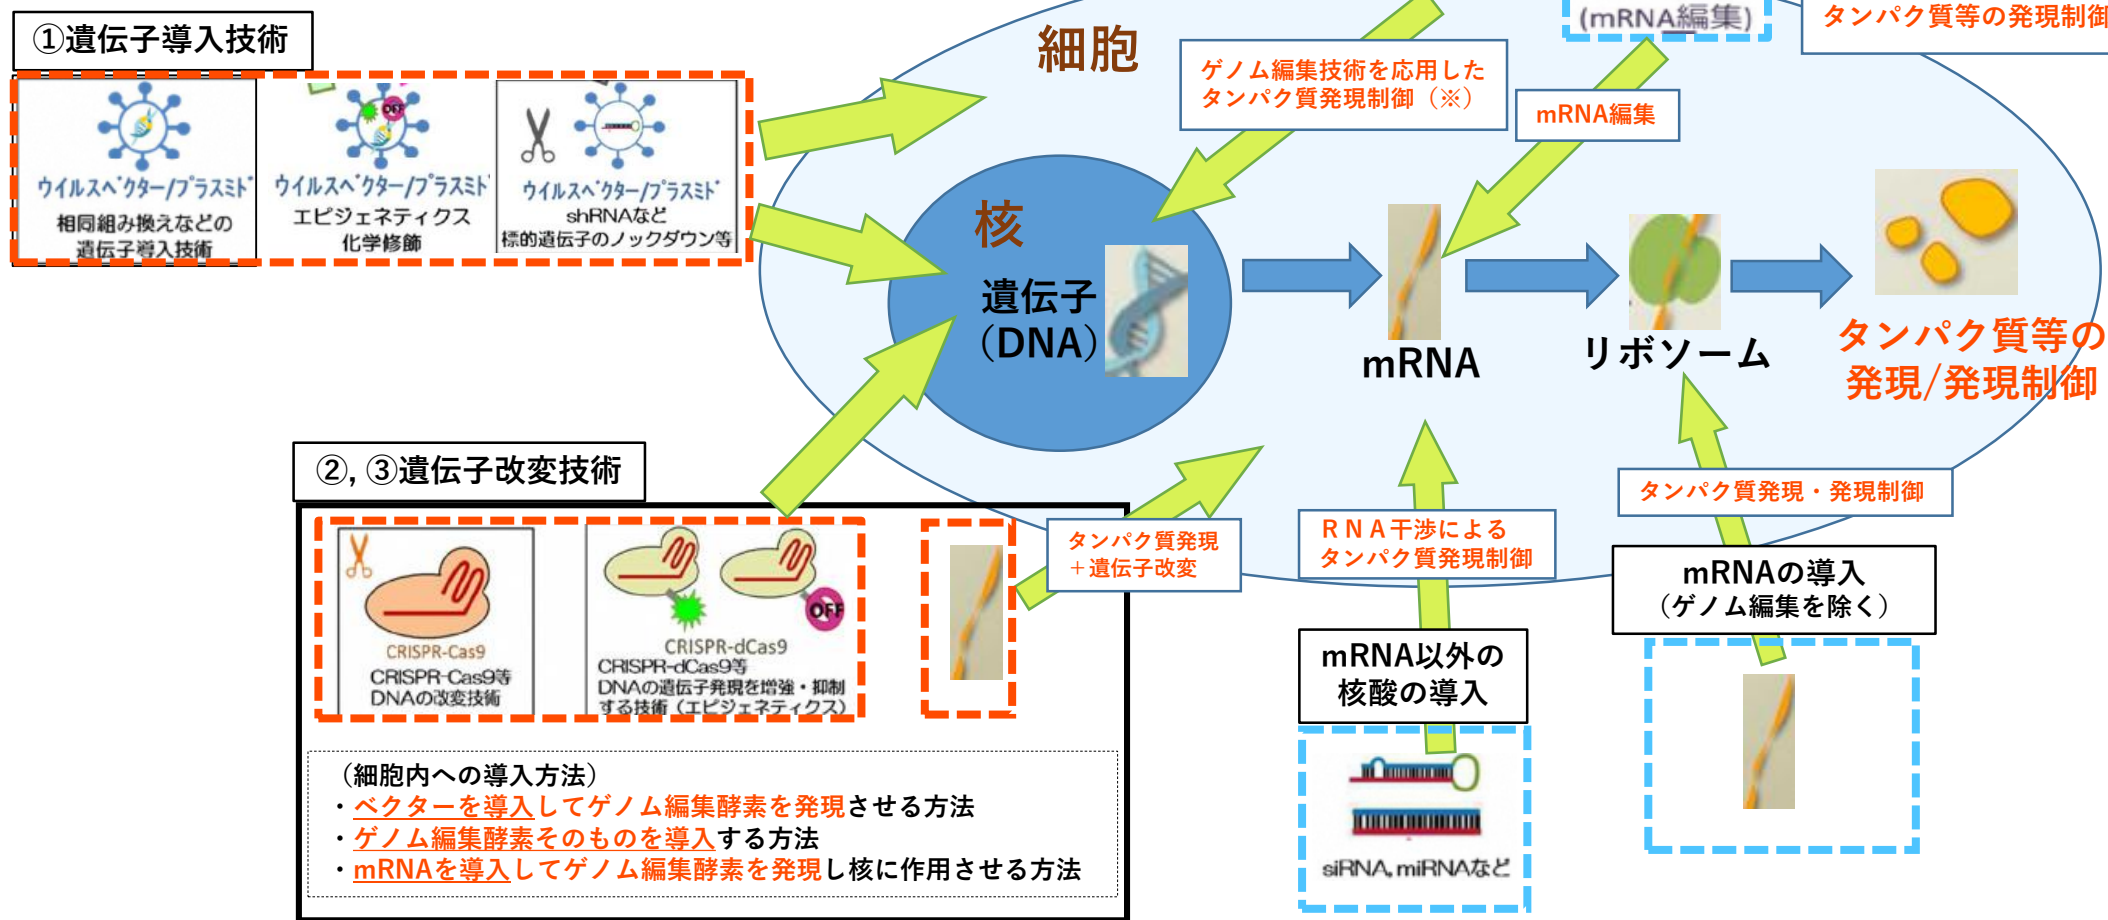 ①遺伝子導入技術
ウイルスベクター/プラスミド
相同組み換えなどの
遺伝子導入技術
OFF
ウイルスベクター/プラスミド
エピジェネティクス
化学修飾
ウイルスベクター/プラスミド
shRNAなど
標的遺伝子のノックダウン等
細胞
ゲノム編集技術を応用した
タンパク質発現制御（※）
(mRNA編集)
タンパク質等の発現制御
mRNA編集
核
遺伝子
（DNA）
mRNA
リボソーム
タンパク質等の
発現/発現制御
②, ③遺伝子改変技術
CRISPR-Cas9
CRISPR-Cas9等
DNAの改変技術
OFF
CRISPR-dCas9
CRISPR-dCas9等
DNAの遺伝子発現を増強・抑制
する技術（エピジェネティクス）
タンパク質発現
＋遺伝子改変
ＲＮＡ干渉による
タンパク質発現制御
タンパク質発現・発現制御
mRNA以外の
核酸の導入
siRNA, miRNAなど
mRNAの導入
（ゲノム編集を除く）
（細胞内への導入方法）
・ベクターを導入してゲノム編集酵素を発現させる方法
・ゲノム編集酵素そのものを導入する方法
・mRNAを導入してゲノム編集酵素を発現し核に作用させる方法